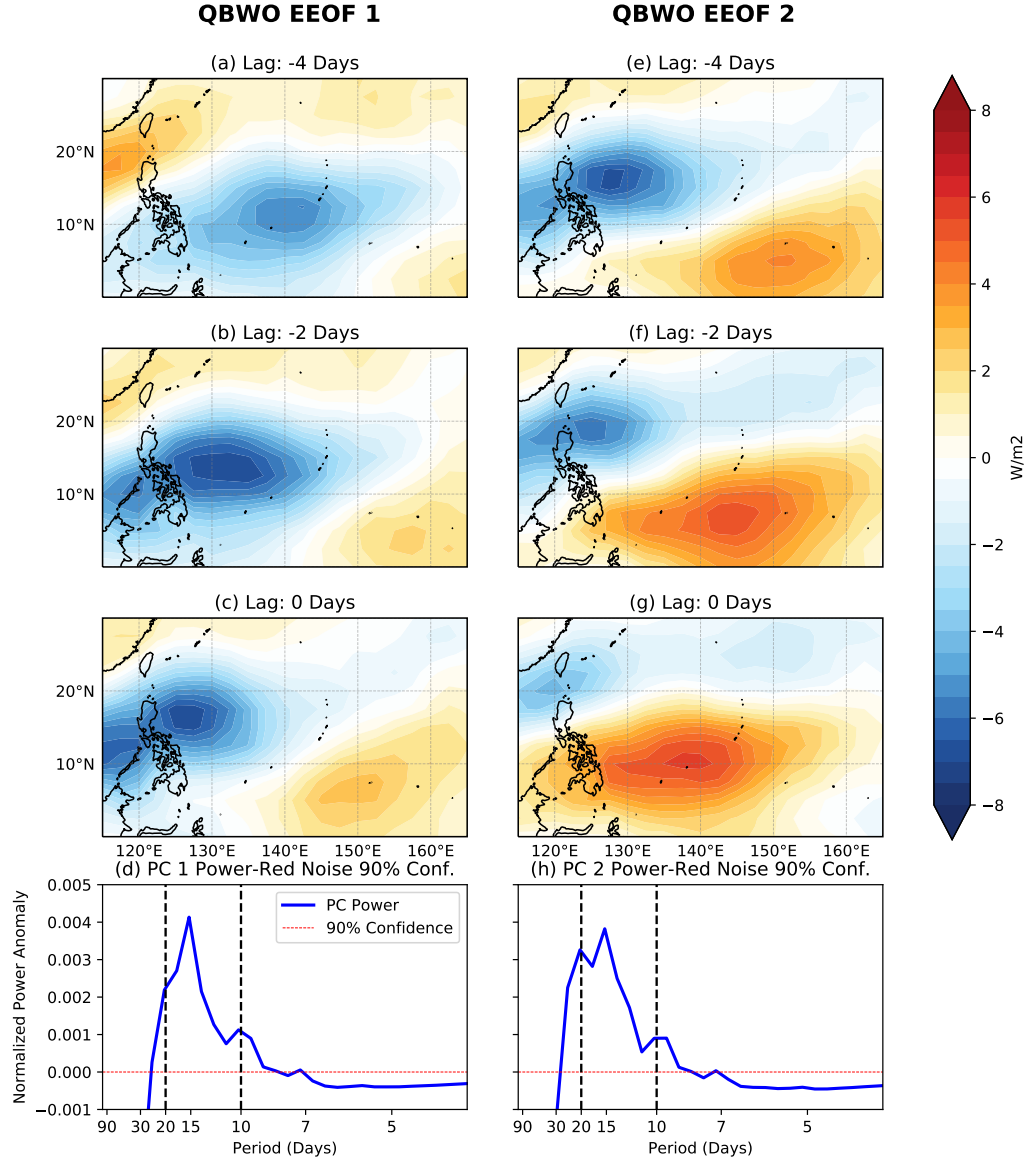 QBWO EEOF 1
QBWO EEOF 2
(a) Lag: -4 Days
(e) Lag: -4 Days
20°N
10°N
(b) Lag: -2 Days
(f) Lag: -2 Days
20°N
10°N
(c) Lag: 0 Days
(g) Lag: 0 Days
20°N
10°N
120°E 130°E 140°E 150°E 160°E
120°E 130°E 140°E 150°E 160°E
8
6
4
2
0
−2
−4
−6
−8
W/m2
(d) PC 1 Power-Red Noise 90% Conf.
(h) PC 2 Power-Red Noise 90% Conf.
0.005
0.004
0.003
0.002
0.001
0.000
−0.001
Normalized Power Anomaly
PC Power
90% Confidence
90 30 20 15 10 7 5
Period (Days)
90 30 20 15 10 7 5
Period (Days)